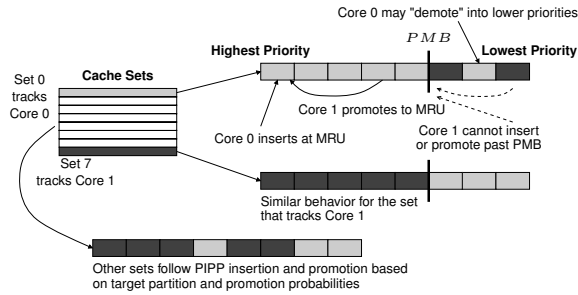 Core 0 may "demote" into lower priorities
PMB
Highest Priority
Lowest Priority
Set 0
tracks
Core 0
Cache Sets
Core 1 promotes to MRU
Core 0 inserts at MRU
Core 1 cannot insert
or promote past PMB
Set 7
tracks Core 1
Similar behavior for the set
that tracks Core 1
Other sets follow PIPP insertion and promotion based
on target partition and promotion probabilities